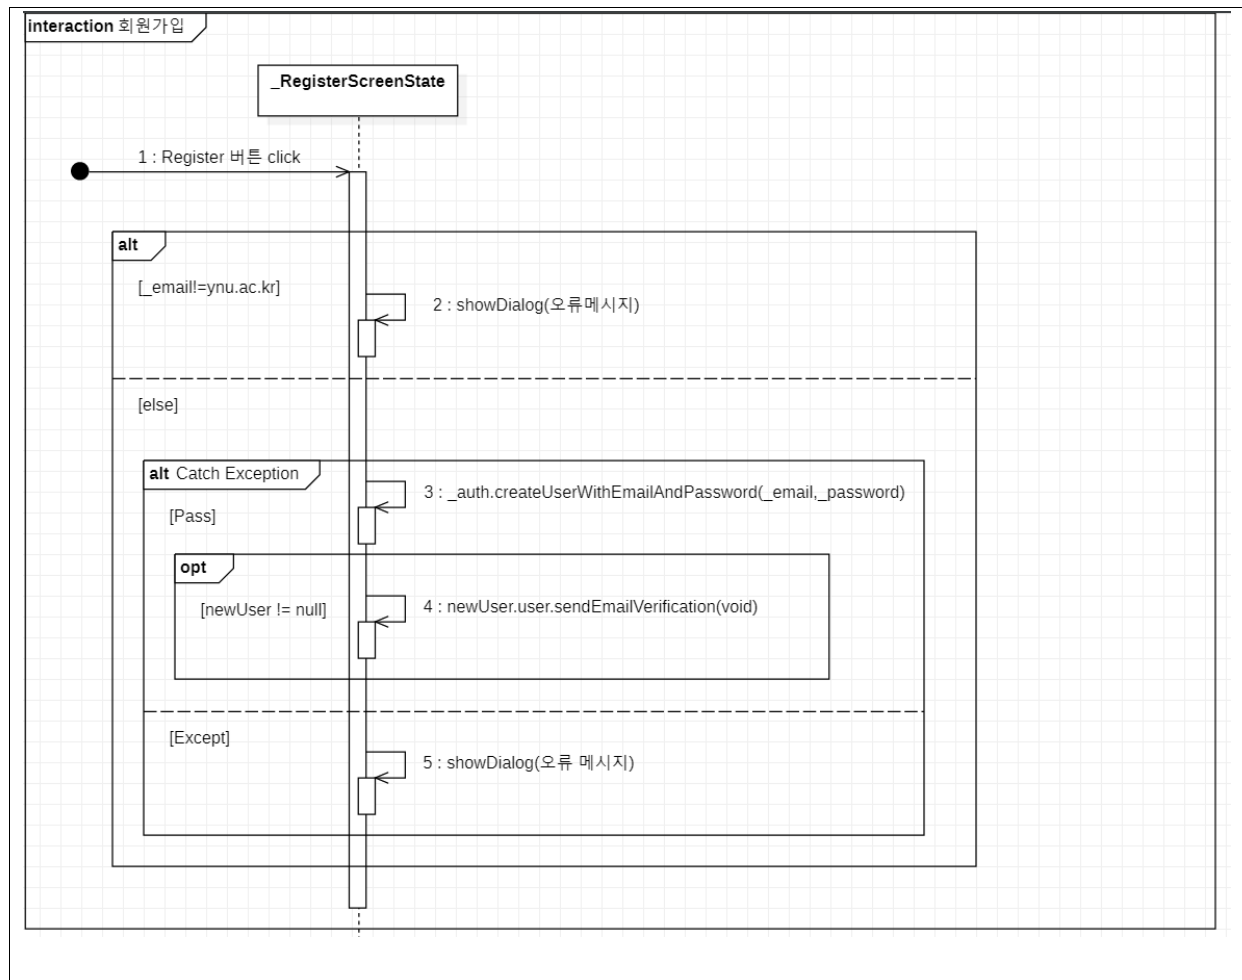 interaction 회원가입
_RegisterScreenState
1 : Register 버튼 click
alt
[_email!=ynu.ac.kr]
2 : showDialog(오류메시지)
[else]
alt Catch Exception
3 : _auth.createUserWithEmailAndPassword(_email,_password)
[Pass]
opt
[newUser != null]
4 : newUser.user.sendEmailVerification(void)
[Except]
5 : showDialog(오류 메시지)